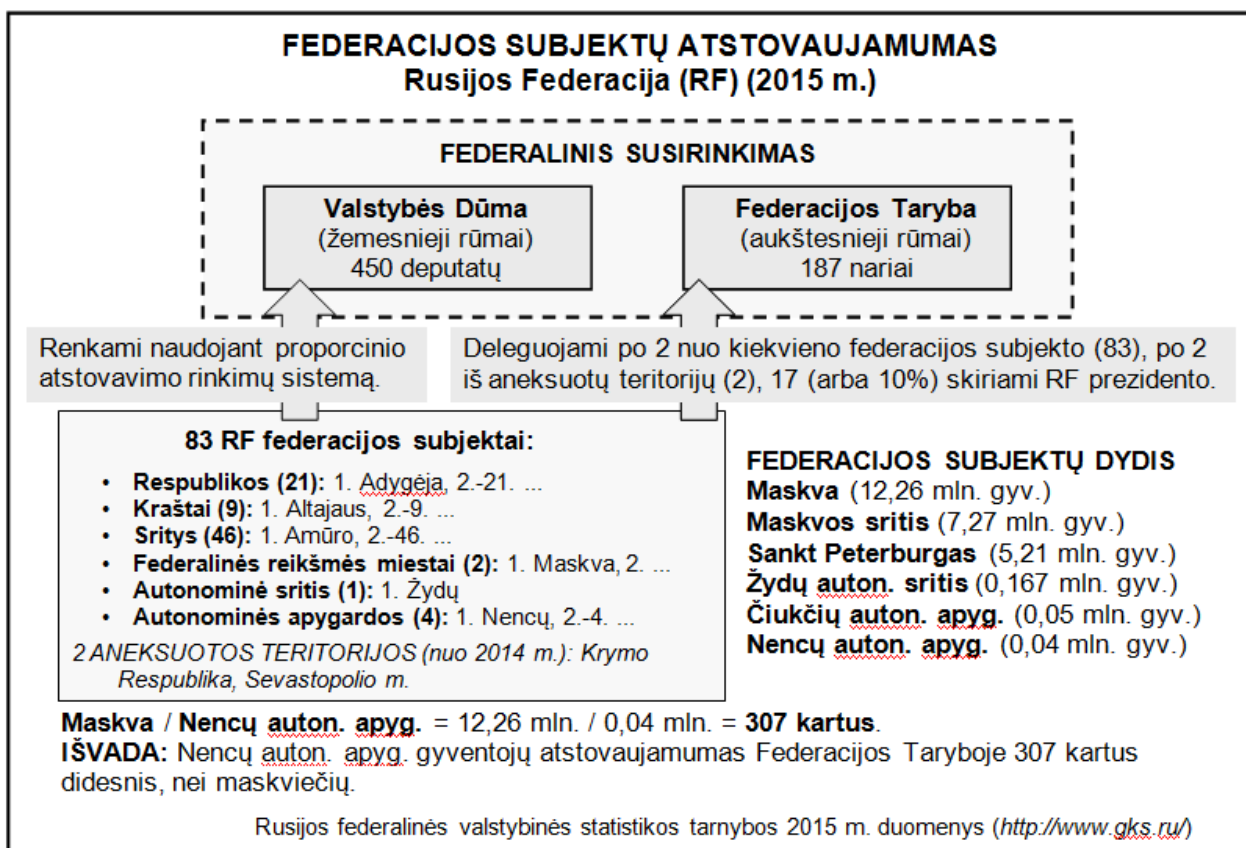 FEDERACIJOS SUBJEKTŲ ATSTOVAUJAMUMAS
Rusijos Federacija (RF) (2015 m.)
FEDERALINIS SUSIRINKIMAS
Valstybės Dūma
(žemesnieji rūmai)
450 deputatų
Federacijos Taryba
(aukštesnieji rūmai)
187 nariai
Renkami naudojant proporcinio
atstovavimo rinkimų sistemą.
Deleguojami po 2 nuo kiekvieno federacijos subjekto (83), po 2
iš aneksuotų teritorijų (2), 17 (arba 10%) skiriami RF prezidento.
83 RF federacijos subjektai:
• Respublikos (21): 1. Adygėja, 2.-21. ...
• Kraštai (9): 1. Altajaus, 2.-9. ...
• Sritys (46): 1. Amūro, 2.-46. ...
• Federalinės reikšmės miestai (2): 1. Maskva, 2. ...
• Autonominė sritis (1): 1. Žydų
• Autonominės apygardos (4): 1. Nencų, 2.-4. ...
2 ANEKSUOTOS TERITORIJOS (nuo 2014 m.): Krymo
Respublika, Sevastopolio m.
FEDERACIJOS SUBJEKTŲ DYDIS
Maskva (12,26 mln. gyv.)
Maskvos sritis (7,27 mln. gyv.)
Sankt Peterburgas (5,21 mln. gyv.)
Žydų auton. sritis (0,167 mln. gyv.)
Čiukčių auton. apyg. (0,05 mln. gyv.)
Nencų auton. apyg. (0,04 mln. gyv.)
Maskva / Nencų auton. apyg. = 12,26 mln. / 0,04 mln. = 307 kartus.
IŠVADA: Nencų auton. apyg. gyventojų atstovaujamumas Federacijos Taryboje 307 kartus
didesnis, nei maskviečių.
Rusijos federalinės valstybinės statistikos tarnybos 2015 m. duomenys (http://www.gks.ru/)